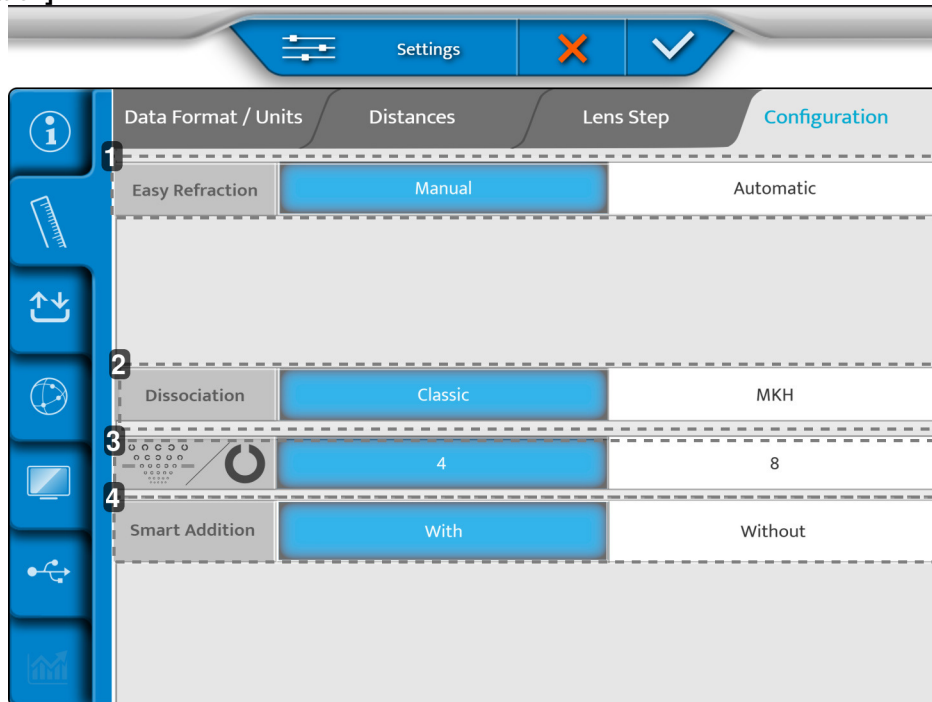 Settings
Data Format / Units Distances Lens Step Configuration
1
Easy Refraction Manual Automatic
2
Dissociation Classic MKH
3
4 8
4
Smart Addition With Without